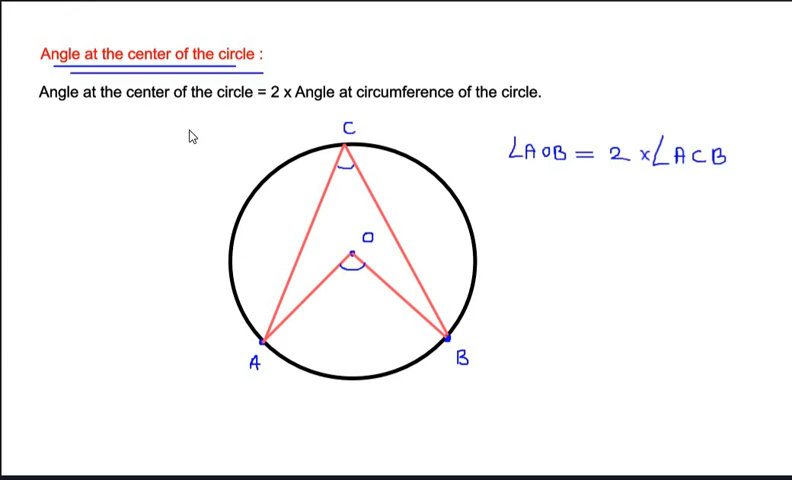 Angle at the center of the circle :
Angle at the center of the circle = 2 x Angle at circumference of the circle.
C
∠AOB = 2 x∠ACB
O
A
B